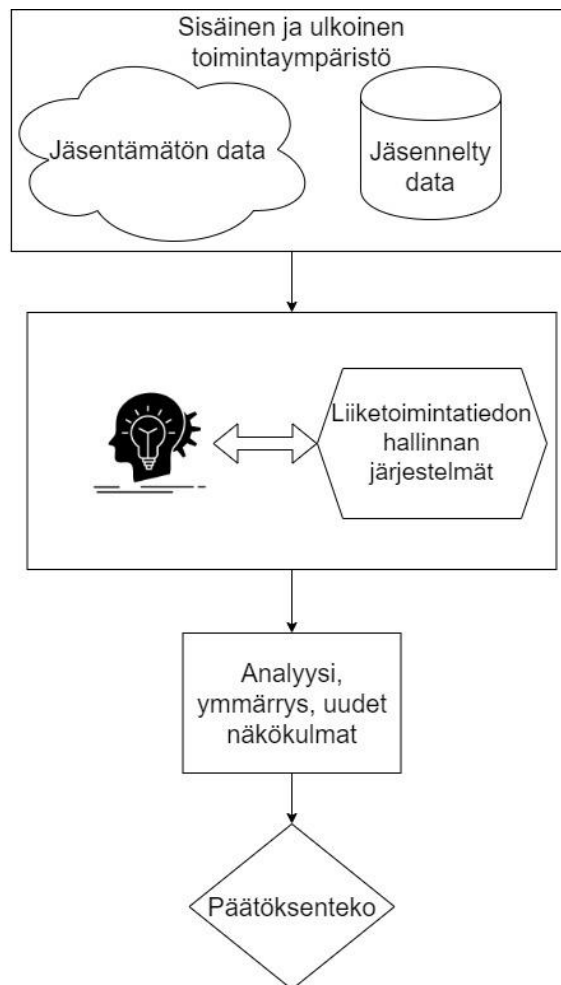 Sisäinen ja ulkoinen
toimintaympäristö
Jäsentämätön data
Jäsennelty
data
Liiketoimintatiedon
hallinnan
järjestelmät
Analyysi,
ymmärrys, uudet
näkökulmat
Päätöksenteko